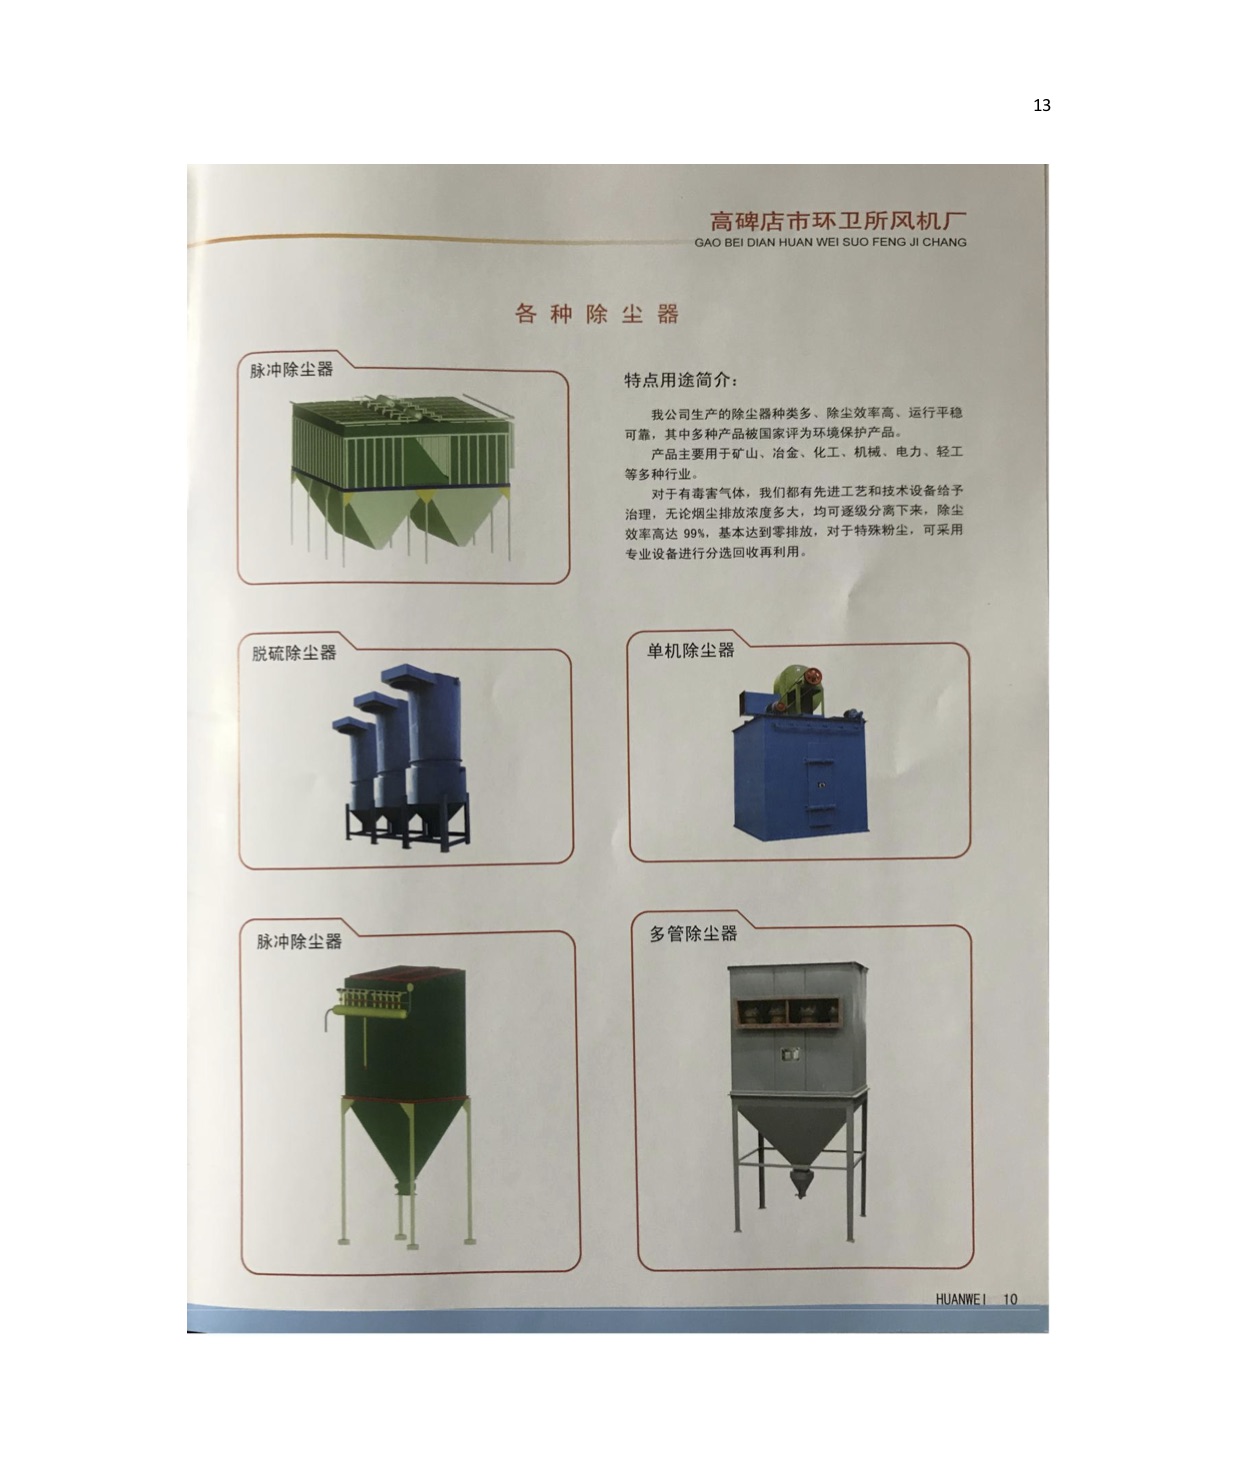 13
高碑店市环卫所风机厂
GAO BEI DIAN HUAN WEI SUO FENG JI CHANG
各种除尘器
脉冲除尘器
特点用途简介：
我公司生产的除尘器种类多、除尘效率高、运行平稳
可靠，其中多种产品被国家评为环境保护产品。
产品主要用于矿山、冶金、化工、机械、电力、轻工
等多种行业。
对于有毒害气体，我们都有先进工艺和技术设备给予
治理，无论烟尘排放浓度多大，均可逐级分离下来，除尘
效率高达 99%，基本达到零排放，对于特殊粉尘，可采用
专业设备进行分选回收再利用。
脱硫除尘器
单机除尘器
脉冲除尘器
多管除尘器
HUANWEI 10